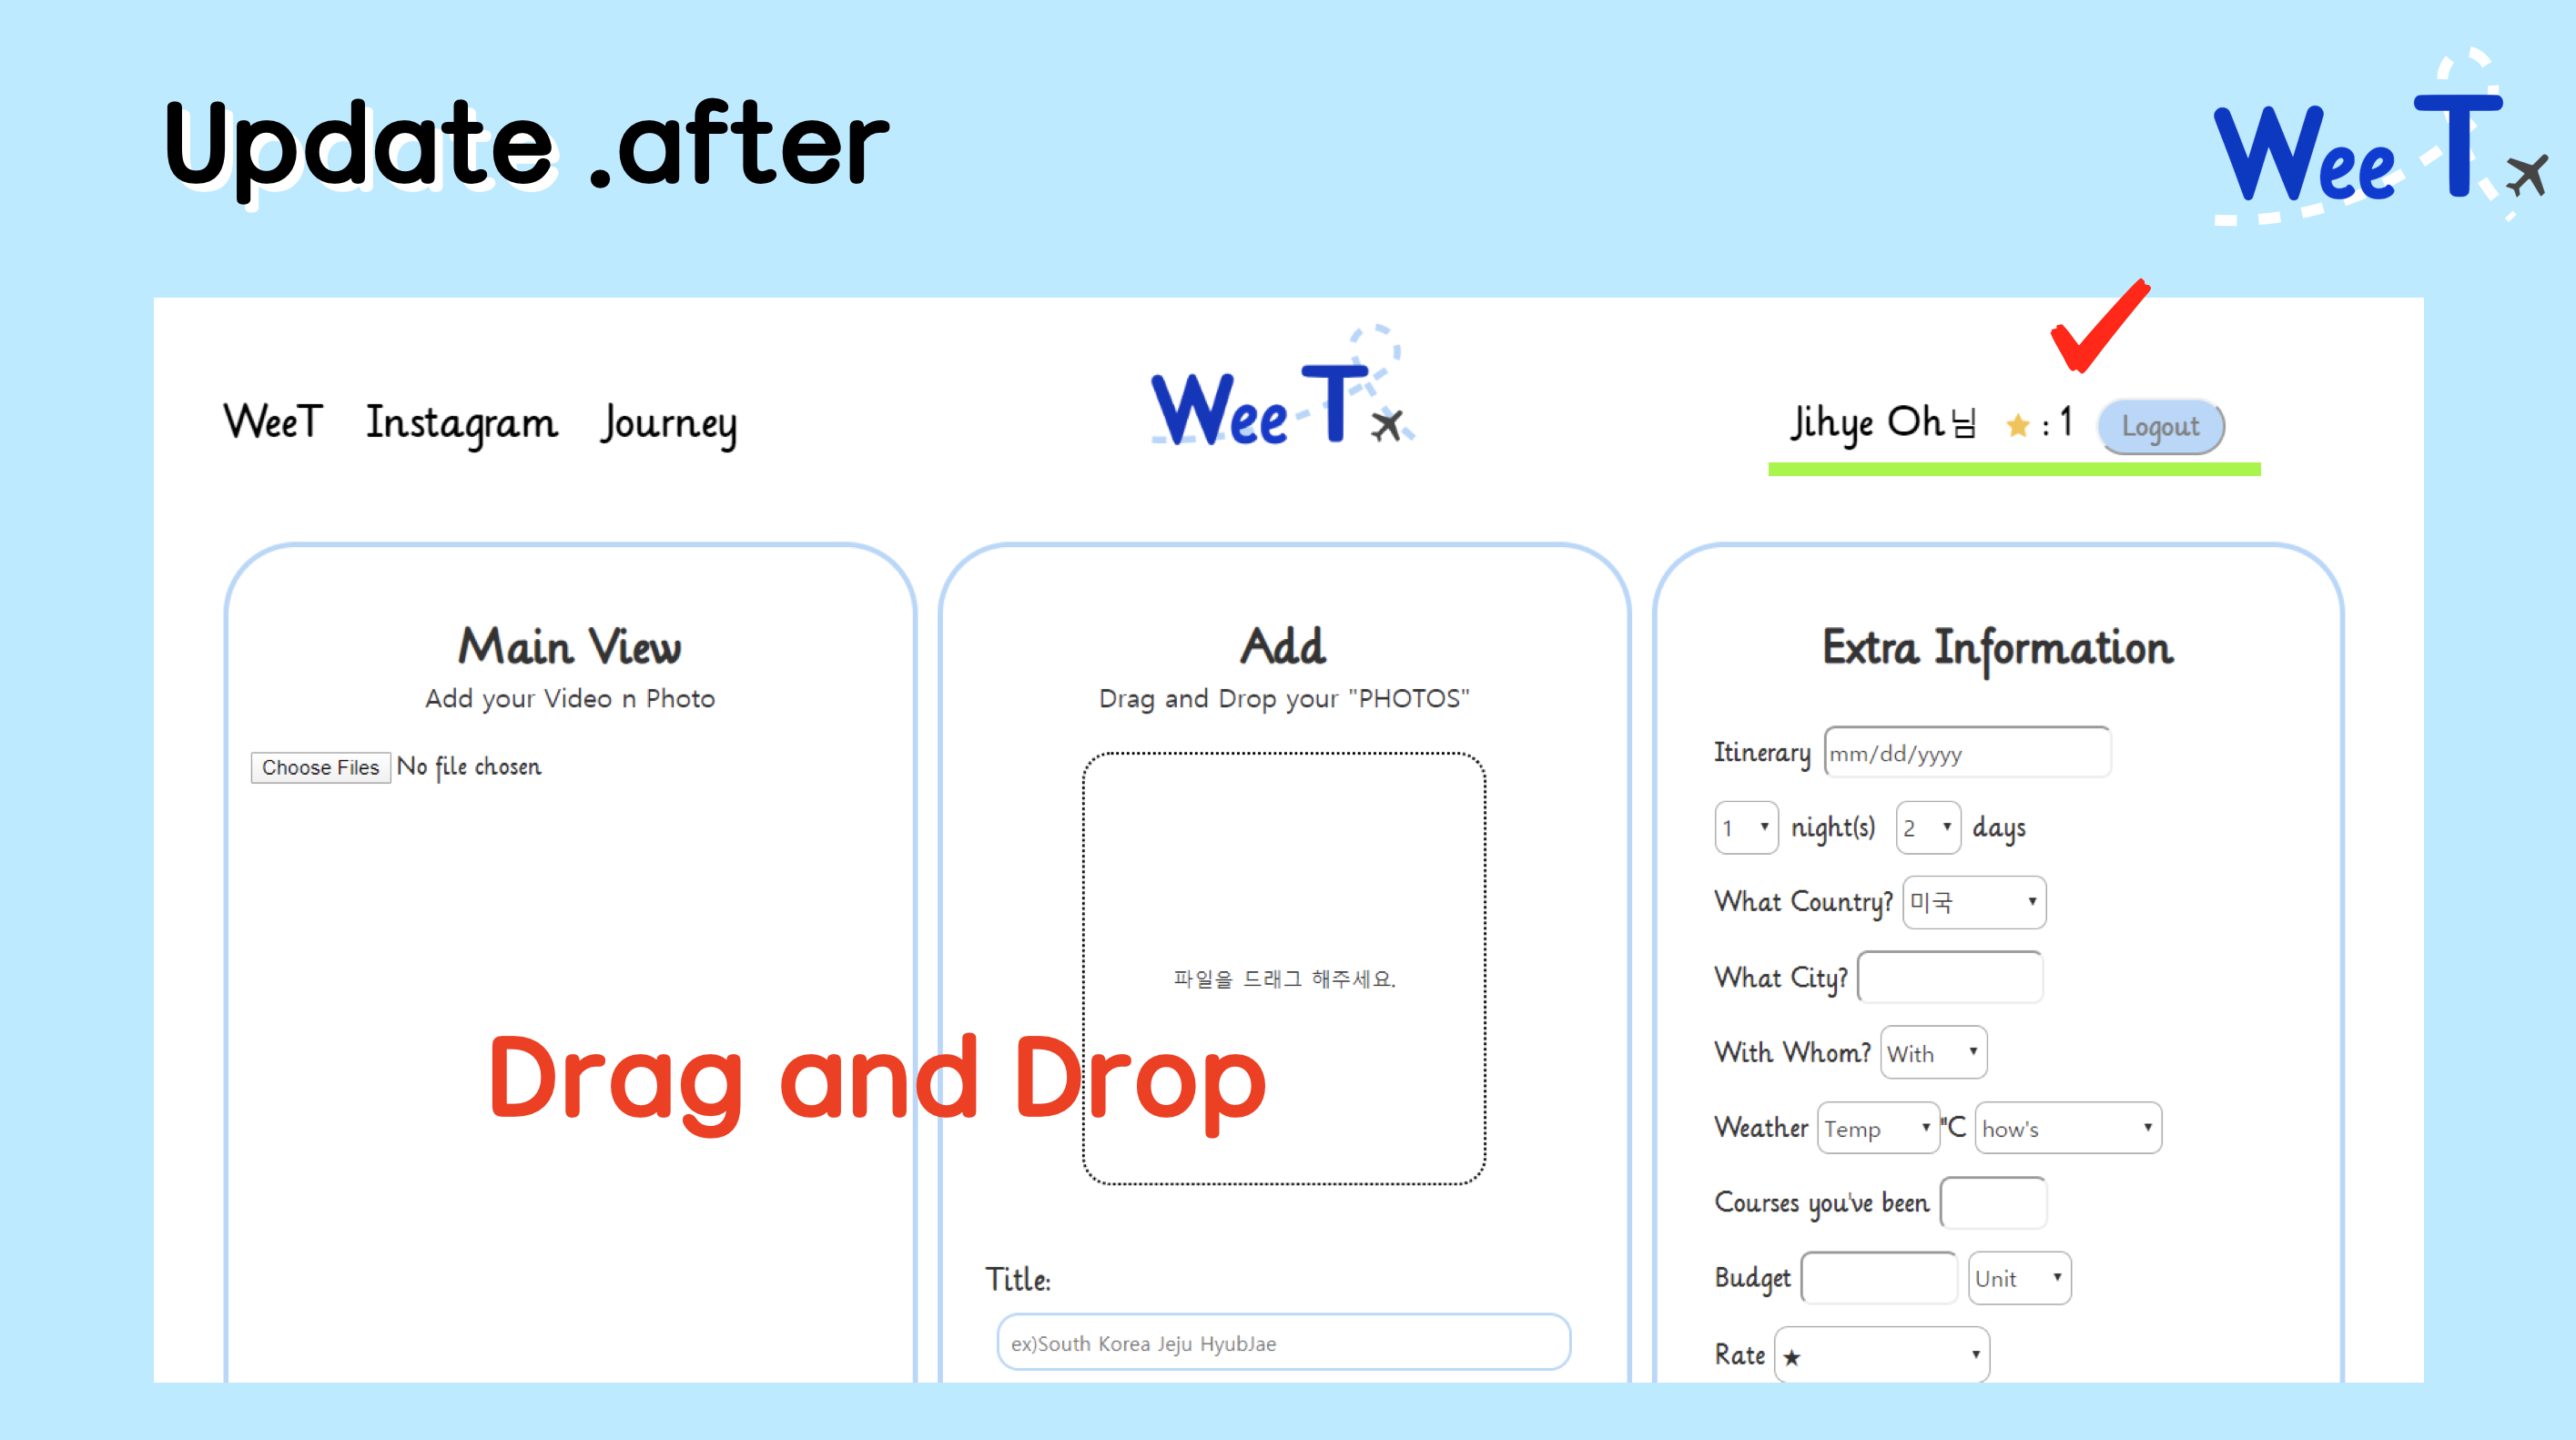 Update .after
Wee T
WeeT Instagram Journey
Wee T
Jihye Oh님 ★ : 1 Logout
Main View
Add your Video n Photo
Choose Files No file chosen
Add
Drag and Drop your "PHOTOS"
파일을 드래그 해주세요.
Drag and Drop
Title:
ex)South Korea Jeju HyubJae
Extra Information
Itinerary mm/dd/yyyy
1 night(s) 2 days
What Country? 미국
What City?
With Whom? With
Weather Temp "C how's
Courses you've been
Budget Unit
Rate ★